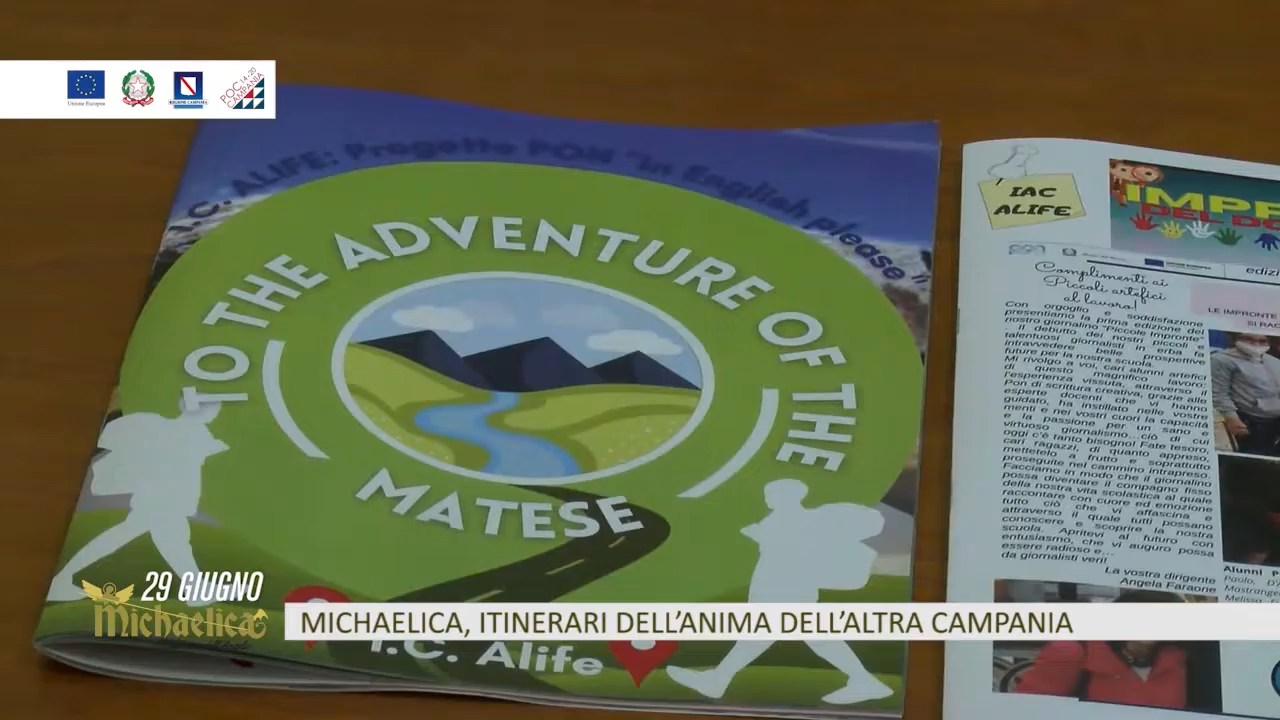 Unione Europea
REGIONE CAMPANIA
POC 14-20
CAMPANIA
I.C. ALIFE: Progetto PON "In English please"
TO THE ADVENTURE OF THE
MATESE
I.C. Alife
IAC
ALIFE
Complimenti ai
Piccoli artefici
al lavoro!
Con orgoglio e soddisfazione
presentiamo la prima edizione del
nostro giornalino "Piccole Impronte"
il debutto dei nostri piccoli e
talentuosi giornalisti in erba fa
intravedere belle prospettive
future per la nostra scuola.
Mi rivolgo a voi, cari alunni artefici
di questo magnifico lavoro:
l'esperienza vissuta, attraverso il
Pon di scrittura creativa, grazie alle
esperte docenti che vi hanno
guidato, ha instillato nelle vostre
menti e nei vostri cuori la capacità
e la passione per un sano e
virtuoso giornalismo...ciò di cui
oggi c'è tanto bisogno! Fate tesoro,
cari ragazzi, di quanto appreso,
mettetelo a frutto e soprattutto
proseguite nel cammino intrapreso.
Facciamo in modo che il giornalino
possa diventare il compagno fisso
della nostra vita scolastica al quale
raccontare con cuore ed emozione
tutto ciò che vi affascina e
attraverso il quale tutti possano
conoscere e scoprire la nostra
scuola. Apritevi al futuro con
entusiasmo, che vi auguro possa
essere radioso e...
da giornalisti veri!
La vostra dirigente
Angela Faraone
LE IMPRONTE
SI RAC
Alunni P
Paolo, D'
Mastrange
Melissa F
29 GIUGNO
Michaelica
MICHAELICA, ITINERARI DELL'ANIMA DELL'ALTRA CAMPANIA